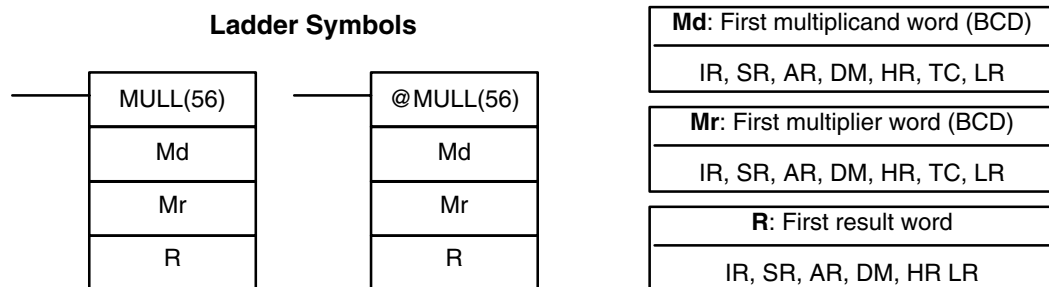 Ladder Symbols
MULL(56)
Md
Mr
R
@MULL(56)
Md
Mr
R
Md: First multiplicand word (BCD)
IR, SR, AR, DM, HR, TC, LR
Mr: First multiplier word (BCD)
IR, SR, AR, DM, HR, TC, LR
R: First result word
IR, SR, AR, DM, HR LR